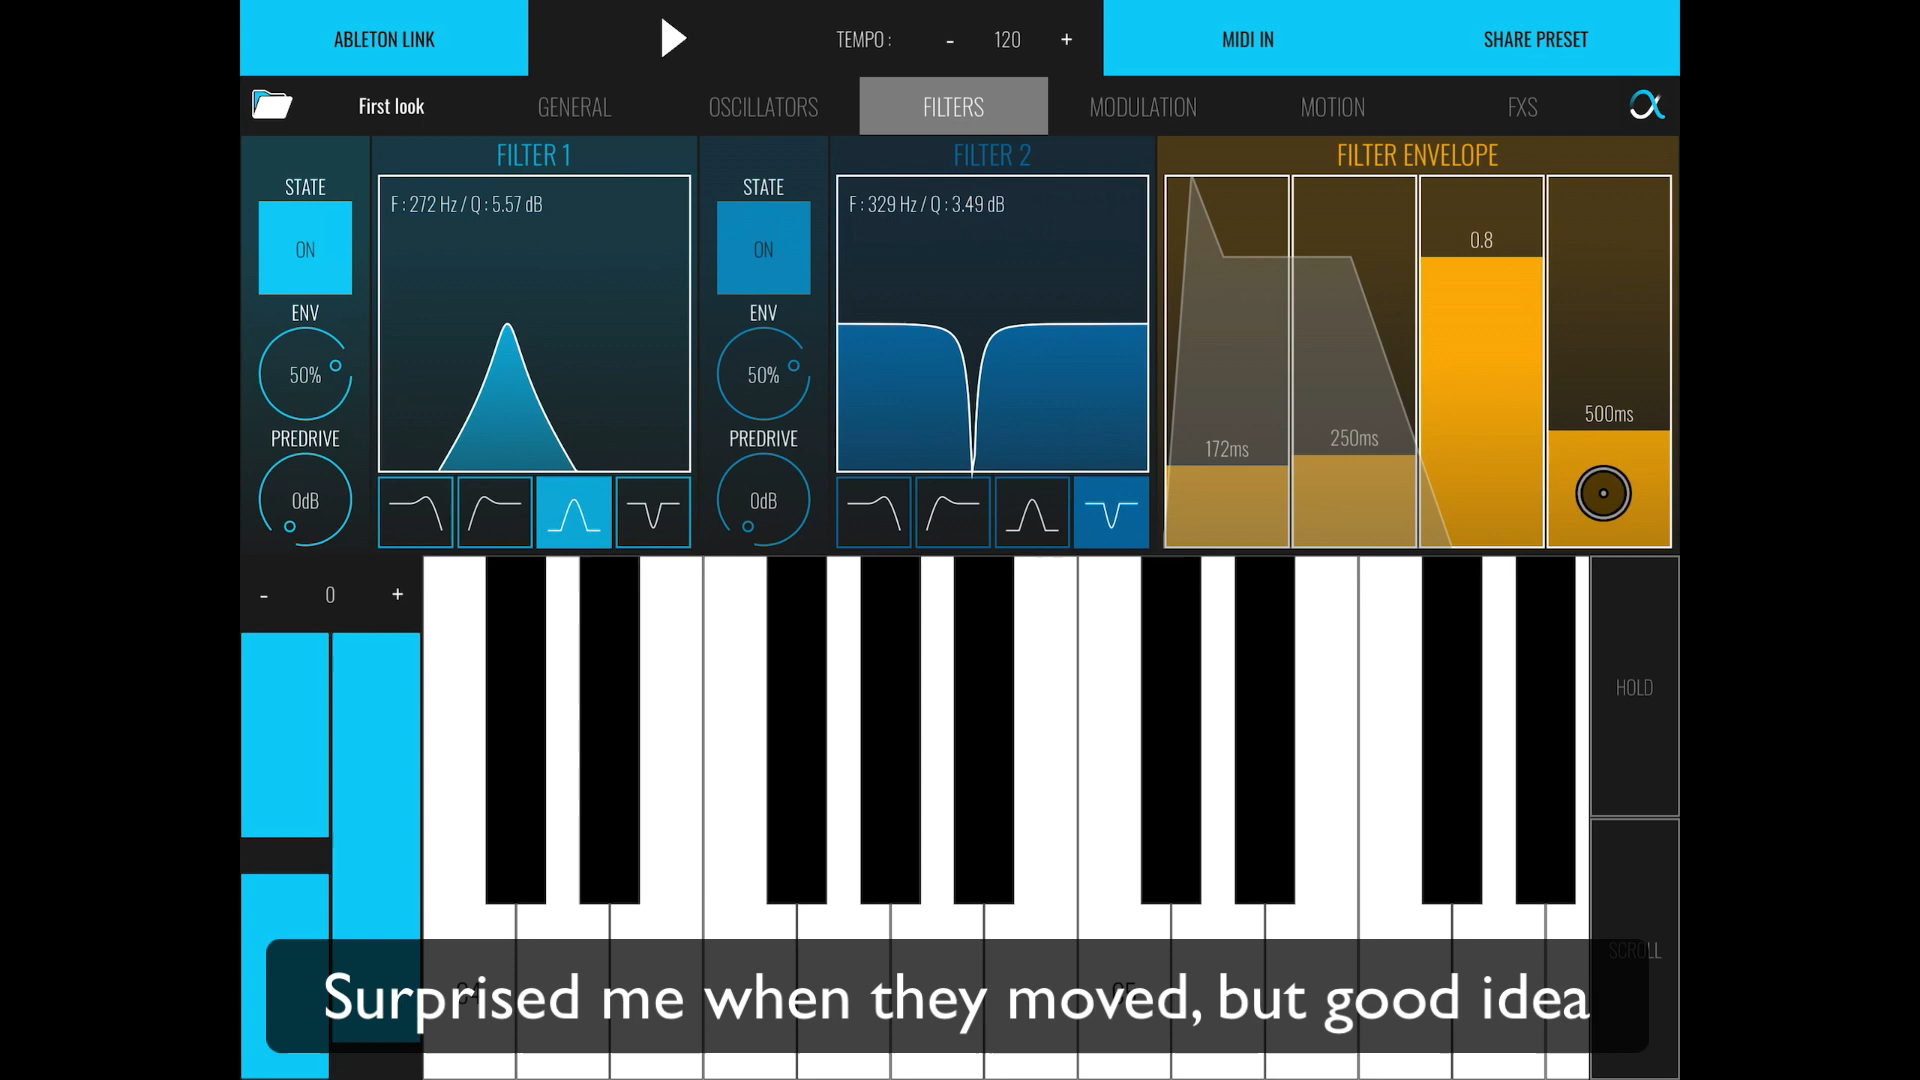 ABLETON LINK
TEMPO : - 120 +
MIDI IN
SHARE PRESET
First look
GENERAL
OSCILLATORS
FILTERS
MODULATION
MOTION
FXS
FILTER 1
FILTER 2
FILTER ENVELOPE
STATE
ON
ENV
50%
PREDRIVE
0dB
F : 272 Hz / Q : 5.57 dB
STATE
ON
ENV
50%
PREDRIVE
0dB
F : 329 Hz / Q : 3.49 dB
172ms
250ms
0.8
500ms
- 0 +
HOLD
SCROLL
Surprised me when they moved, but good idea